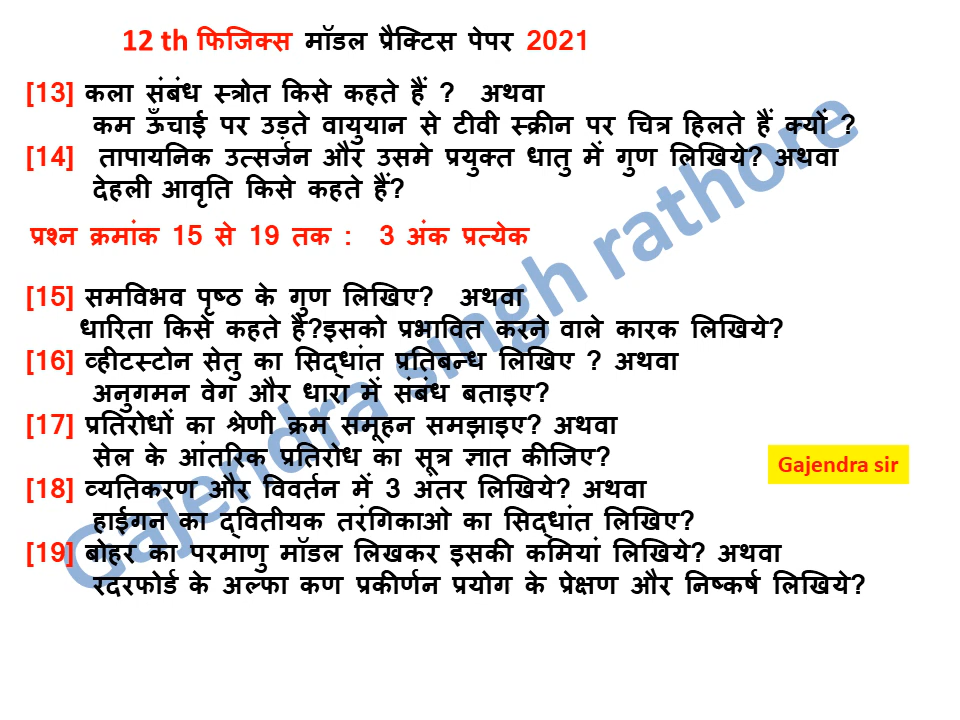 12 th फिजिक्स मॉडल प्रैक्टिस पेपर 2021
[13] कला संबंध स्त्रोत किसे कहते हैं ? अथवा
कम ऊँचाई पर उड़ते वायुयान से टीवी स्क्रीन पर चित्र हिलते हैं क्यों ?
[14] तापायनिक उत्सर्जन और उसमे प्रयुक्त धातु में गुण लिखिये? अथवा
देहली आवृति किसे कहते हैं?
प्रश्न क्रमांक 15 से 19 तक : 3 अंक प्रत्येक
[15] समविभव पृष्ठ के गुण लिखिए? अथवा
धारिता किसे कहते हैं?इसको प्रभावित करने वाले कारक लिखिये?
[16] व्हीटस्टोन सेतु का सिद्धांत प्रतिबन्ध लिखिए ? अथवा
अनुगमन वेग और धारा में संबंध बताइए?
[17] प्रतिरोधों का श्रेणी क्रम समूहन समझाइए? अथवा
सेल के आंतरिक प्रतिरोध का सूत्र ज्ञात कीजिए?
Gajendra sir
[18] व्यतिकरण और विवर्तन में 3 अंतर लिखिये? अथवा
हाईगन का द्वितीयक तरंगिकाओ का सिद्धांत लिखिए?
[19] बोहर का परमाणु मॉडल लिखकर इसकी कमियां लिखिये? अथवा
रदरफोर्ड के अल्फा कण प्रकीर्णन प्रयोग के प्रेक्षण और निष्कर्ष लिखिये?
Gajendra singh rathore